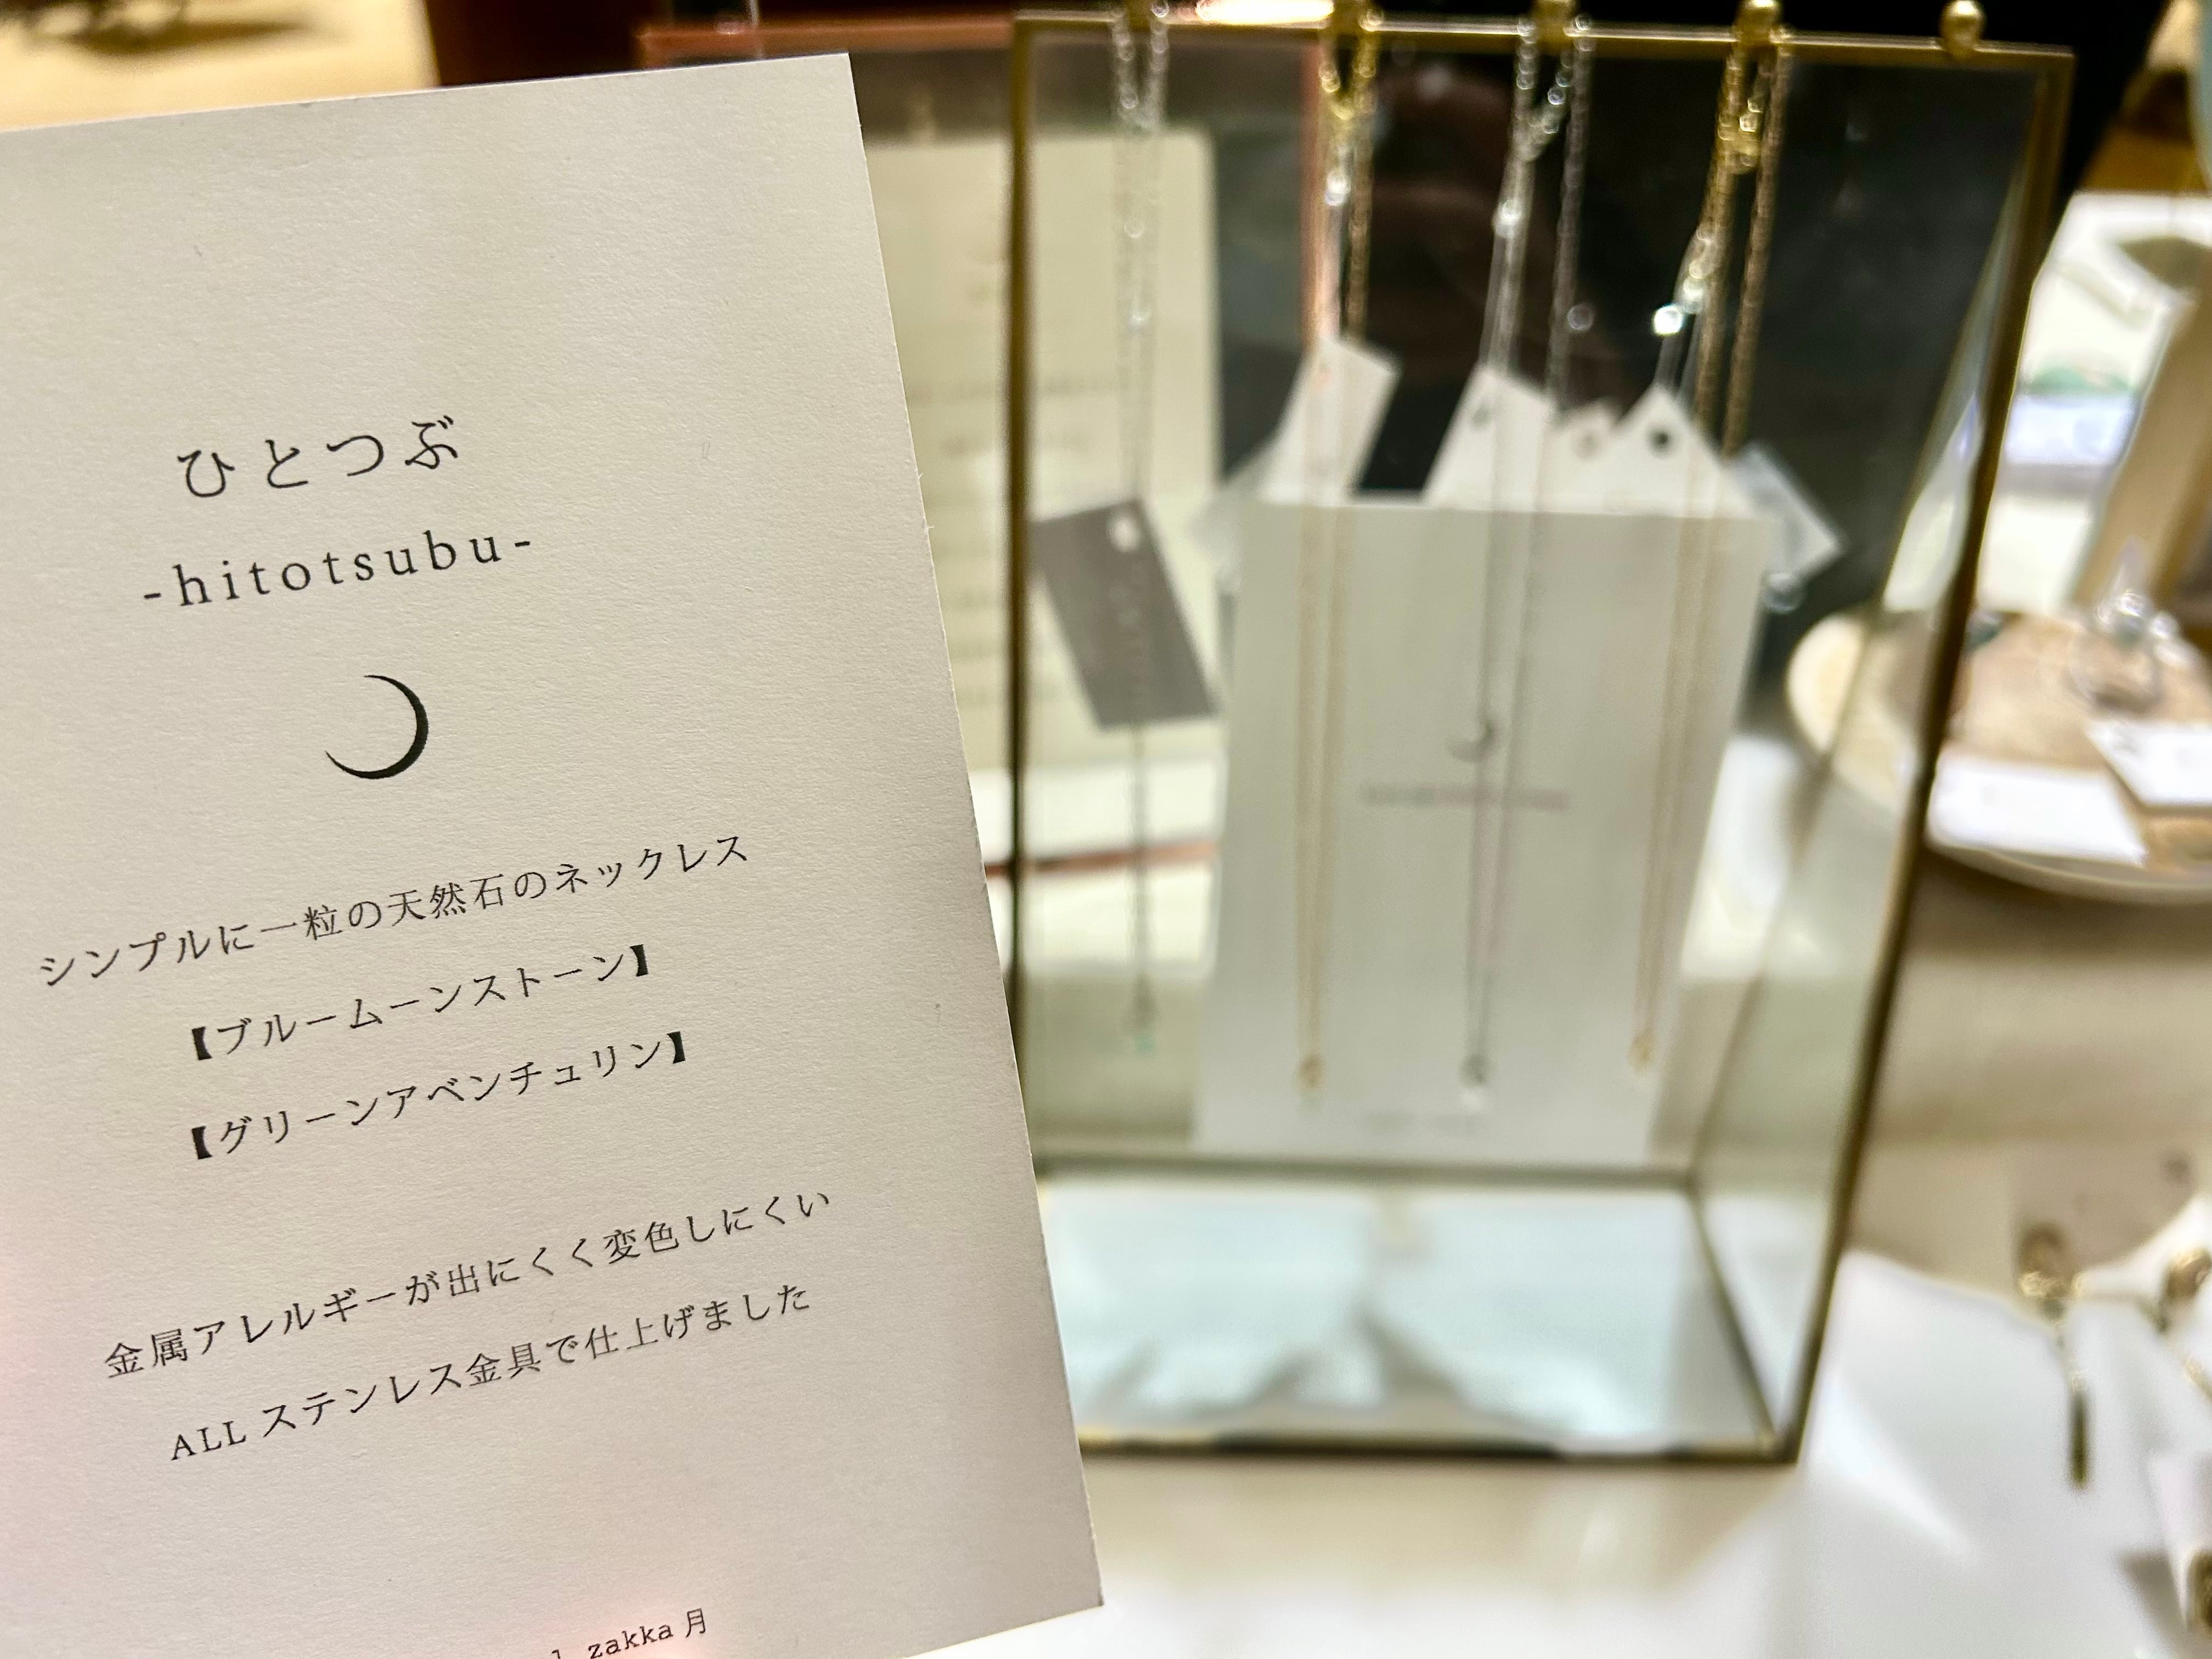 ひとつぶ
-hitotsubu-
シンプルに一粒の天然石のネックレス
【ブルームーンストーン】
【グリーンアベンチュリン】
金属アレルギーが出にくく変色しにくい
ALL ステンレス金具で仕上げました
zakka 月